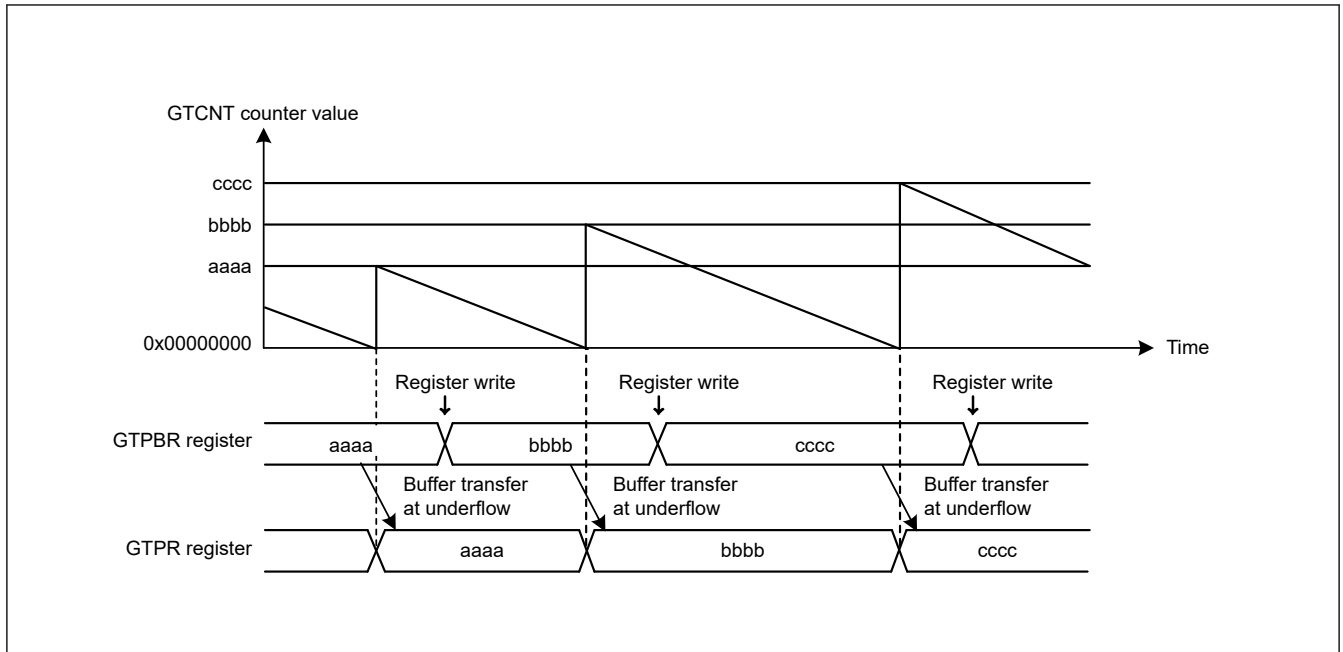 GTCNT counter value
cccc
bbbb
aaaa
0x00000000
Time
Register write
Register write
Register write
GTPBR register
aaaa
bbbb
cccc
Buffer transfer
at underflow
Buffer transfer
at underflow
Buffer transfer
at underflow
GTPR register
aaaa
bbbb
cccc